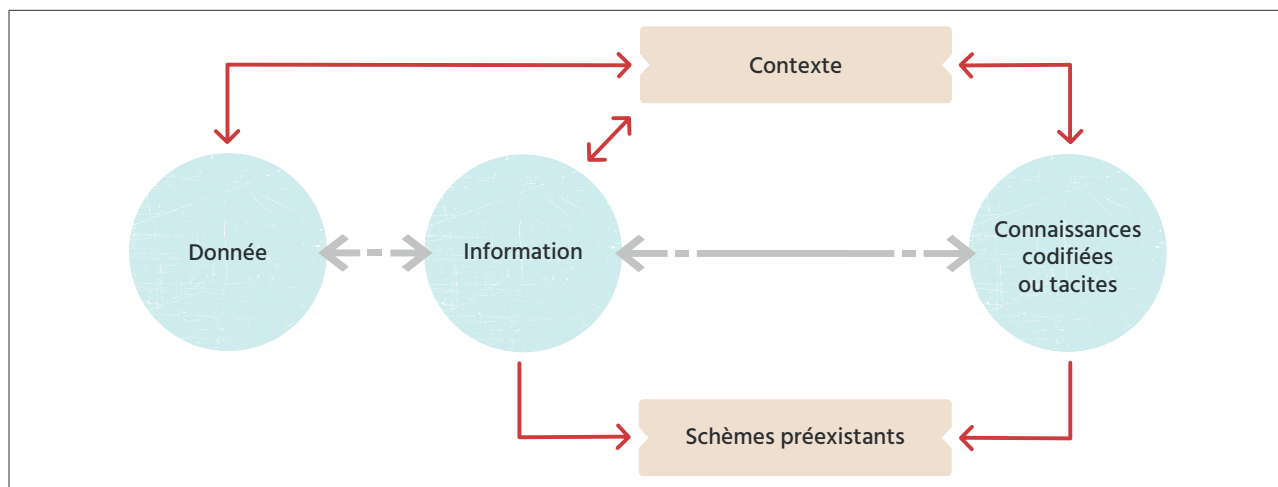 Contexte
Donnée
Information
Connaissances
codifiées
ou tacites
Schèmes préexistants